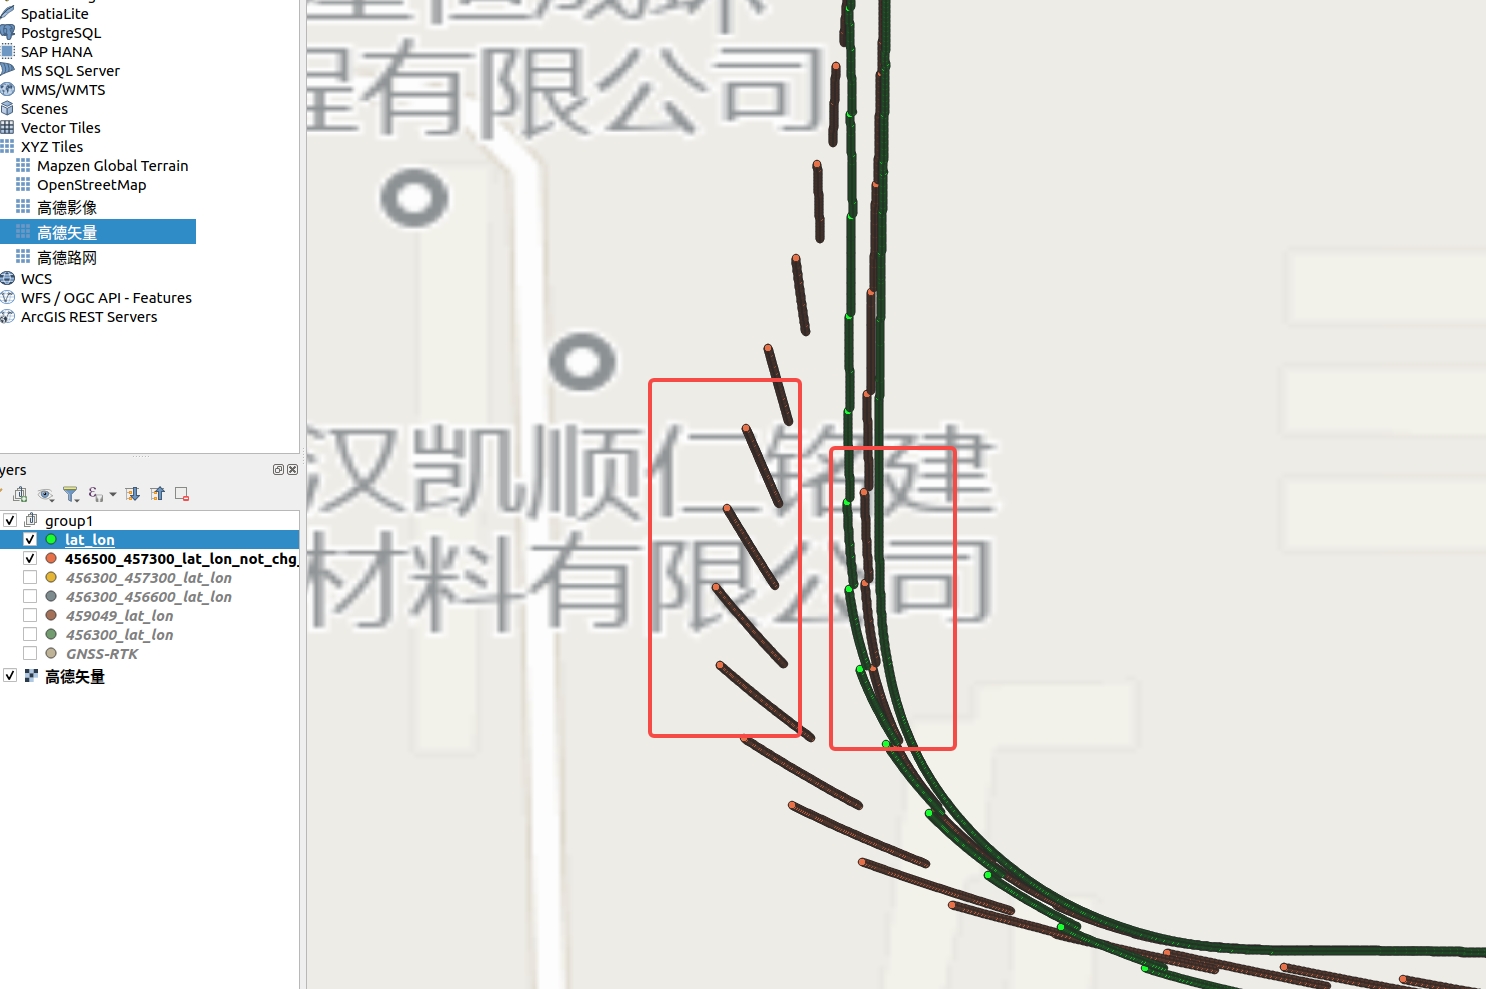 SpatiaLite
PostgreSQL
SAP HANA
MS SQL Server
WMS/WMTS
Scenes
Vector Tiles
XYZ Tiles
Mapzen Global Terrain
OpenStreetMap
高德影像
高德矢量
高德路网
WCS
WFS / OGC API - Features
ArcGIS REST Servers
yers
group1
lat_lon
456500_457300_lat_lon_not_chg_
456300_457300_lat_lon
456300_456600_lat_lon
459049_lat_lon
456300_lat_lon
GNSS-RTK
高德矢量
程有限公司
汉凯顺仁铭建
材料有限公司